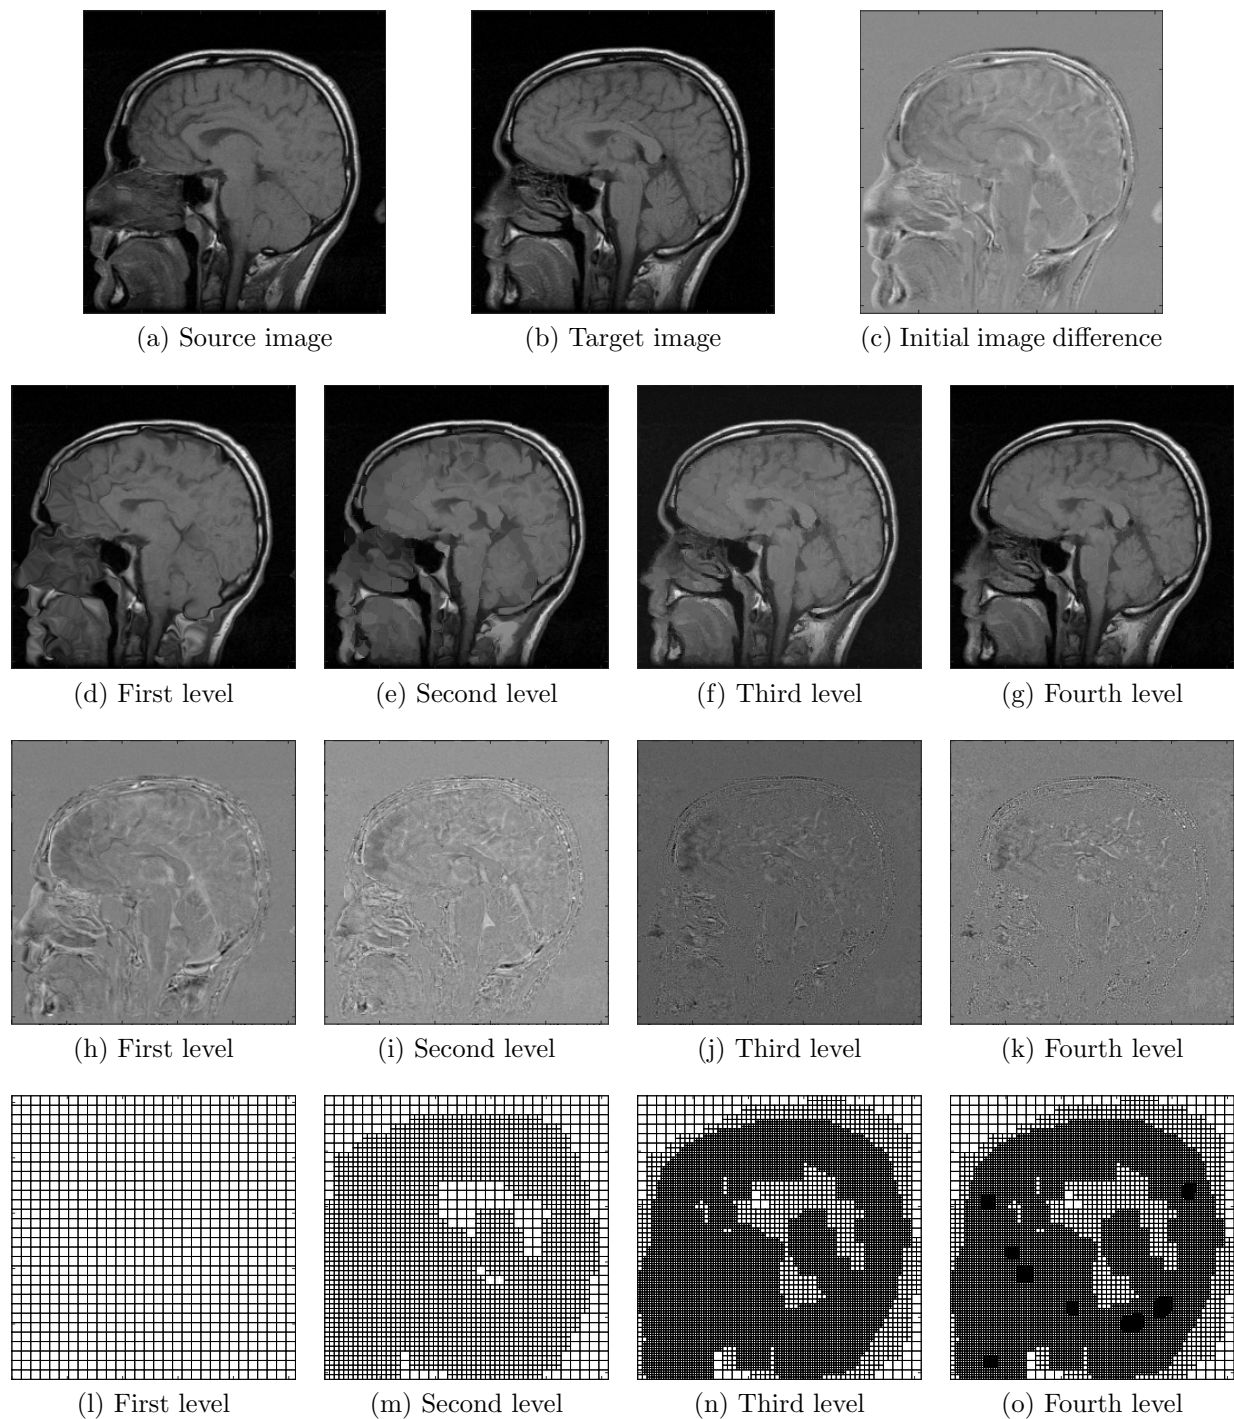 (a) Source image
(b) Target image
(c) Initial image difference
(d) First level
(e) Second level
(f) Third level
(g) Fourth level
(h) First level
(i) Second level
(j) Third level
(k) Fourth level
(l) First level
(m) Second level
(n) Third level
(o) Fourth level